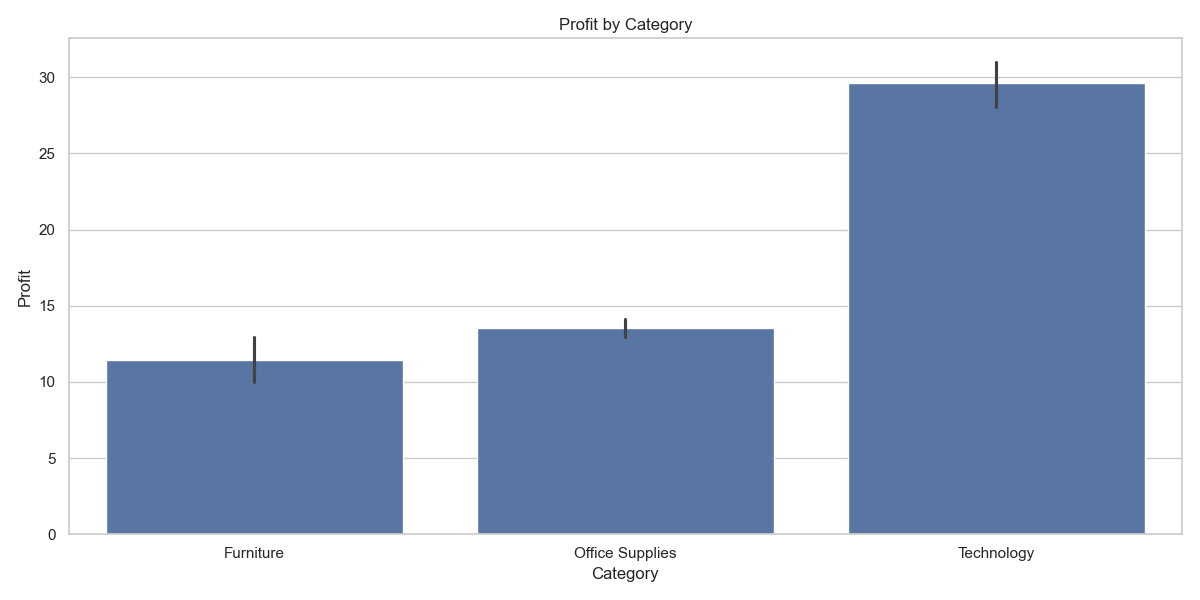 Profit by Category
Profit
30
25
20
15
10
5
0
Furniture
Office Supplies
Technology
Category